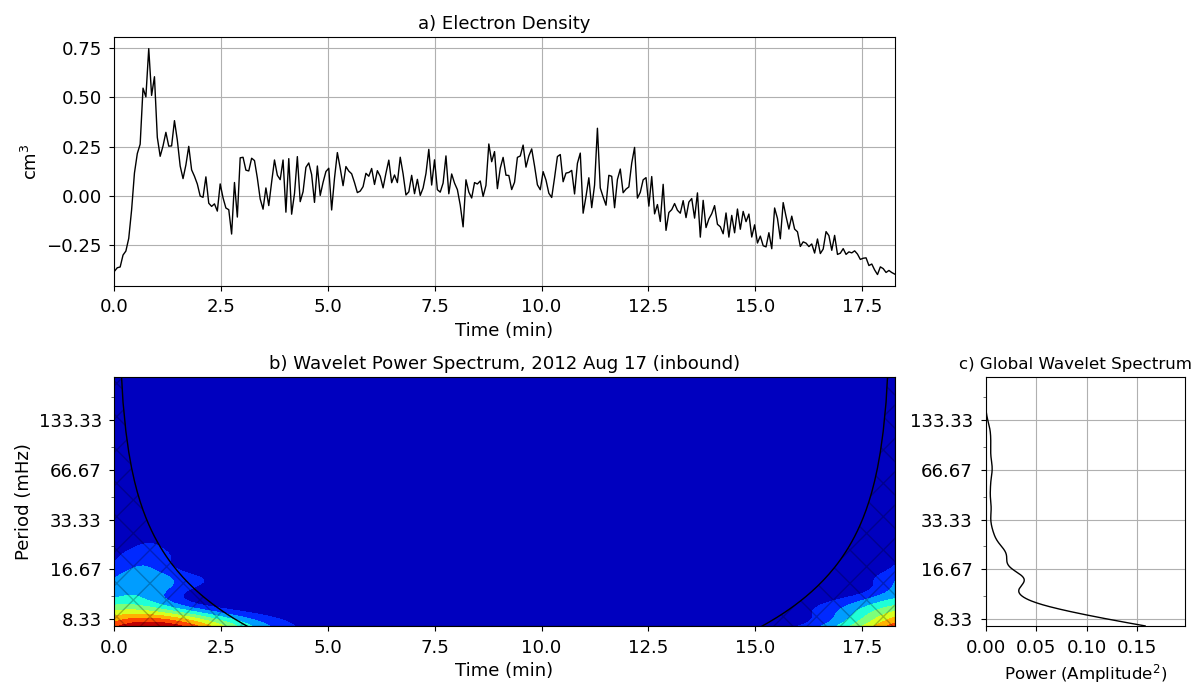 a) Electron Density
0.75
0.50
0.25
0.00
−0.25
cm³
0.0 2.5 5.0 7.5 10.0 12.5 15.0 17.5
Time (min)
b) Wavelet Power Spectrum, 2012 Aug 17 (inbound)
133.33
66.67
33.33
16.67
8.33
Period (mHz)
0.0 2.5 5.0 7.5 10.0 12.5 15.0 17.5
Time (min)
c) Global Wavelet Spectrum
133.33
66.67
33.33
16.67
8.33
0.00 0.05 0.10 0.15
Power (Amplitude²)